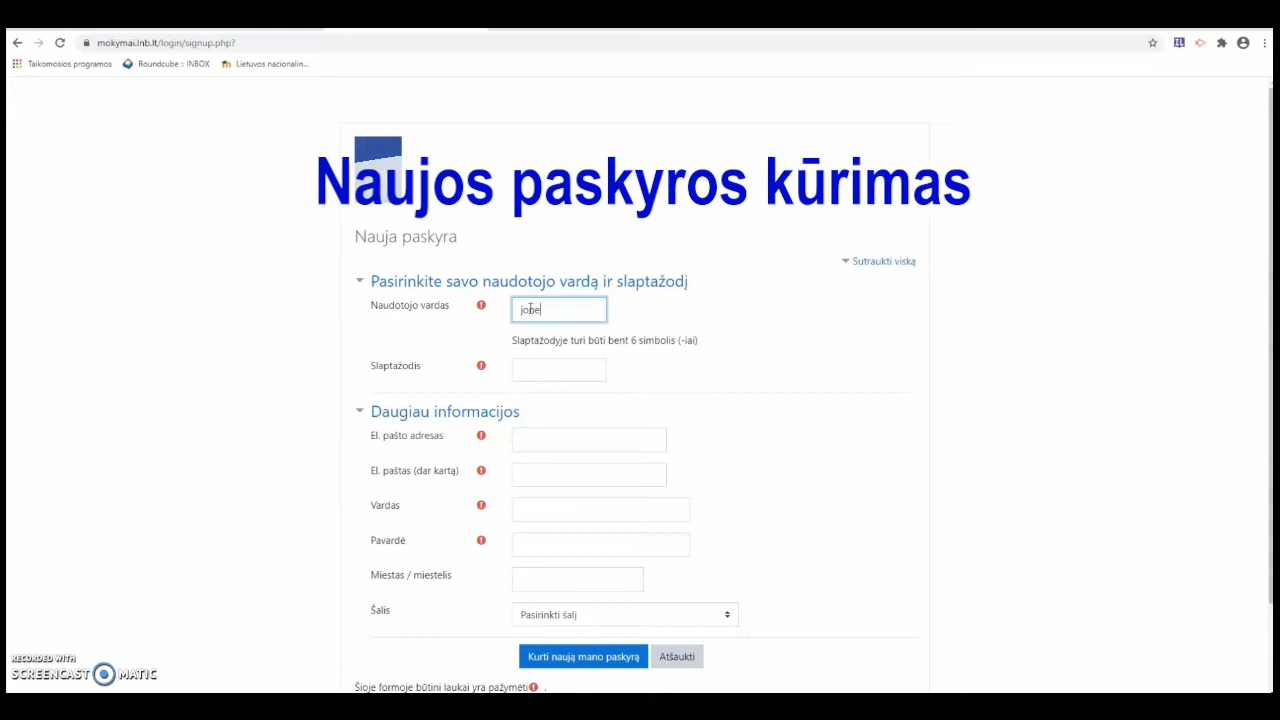 mokymai.lnb.lt/login/signup.php?
Taikomosios programos Roundcube :: INBOX Lietuvos nacionalin...
Naujos paskyros kūrimas
Nauja paskyra
Sutraukti viską
Pasirinkite savo naudotojo vardą ir slaptažodį
Naudotojo vardas
Slaptažodyje turi būti bent 6 simbolis (-iai)
Slaptažodis
Daugiau informacijos
El. pašto adresas
El. paštas (dar kartą)
Vardas
Pavardė
Miestas / miestelis
Šalis Pasirinkti šalį
Kurti naują mano paskyrą Atšaukti
Šioje formoje būtini laukai yra pažymėti .
RECORDED WITH
SCREENCAST MATIC